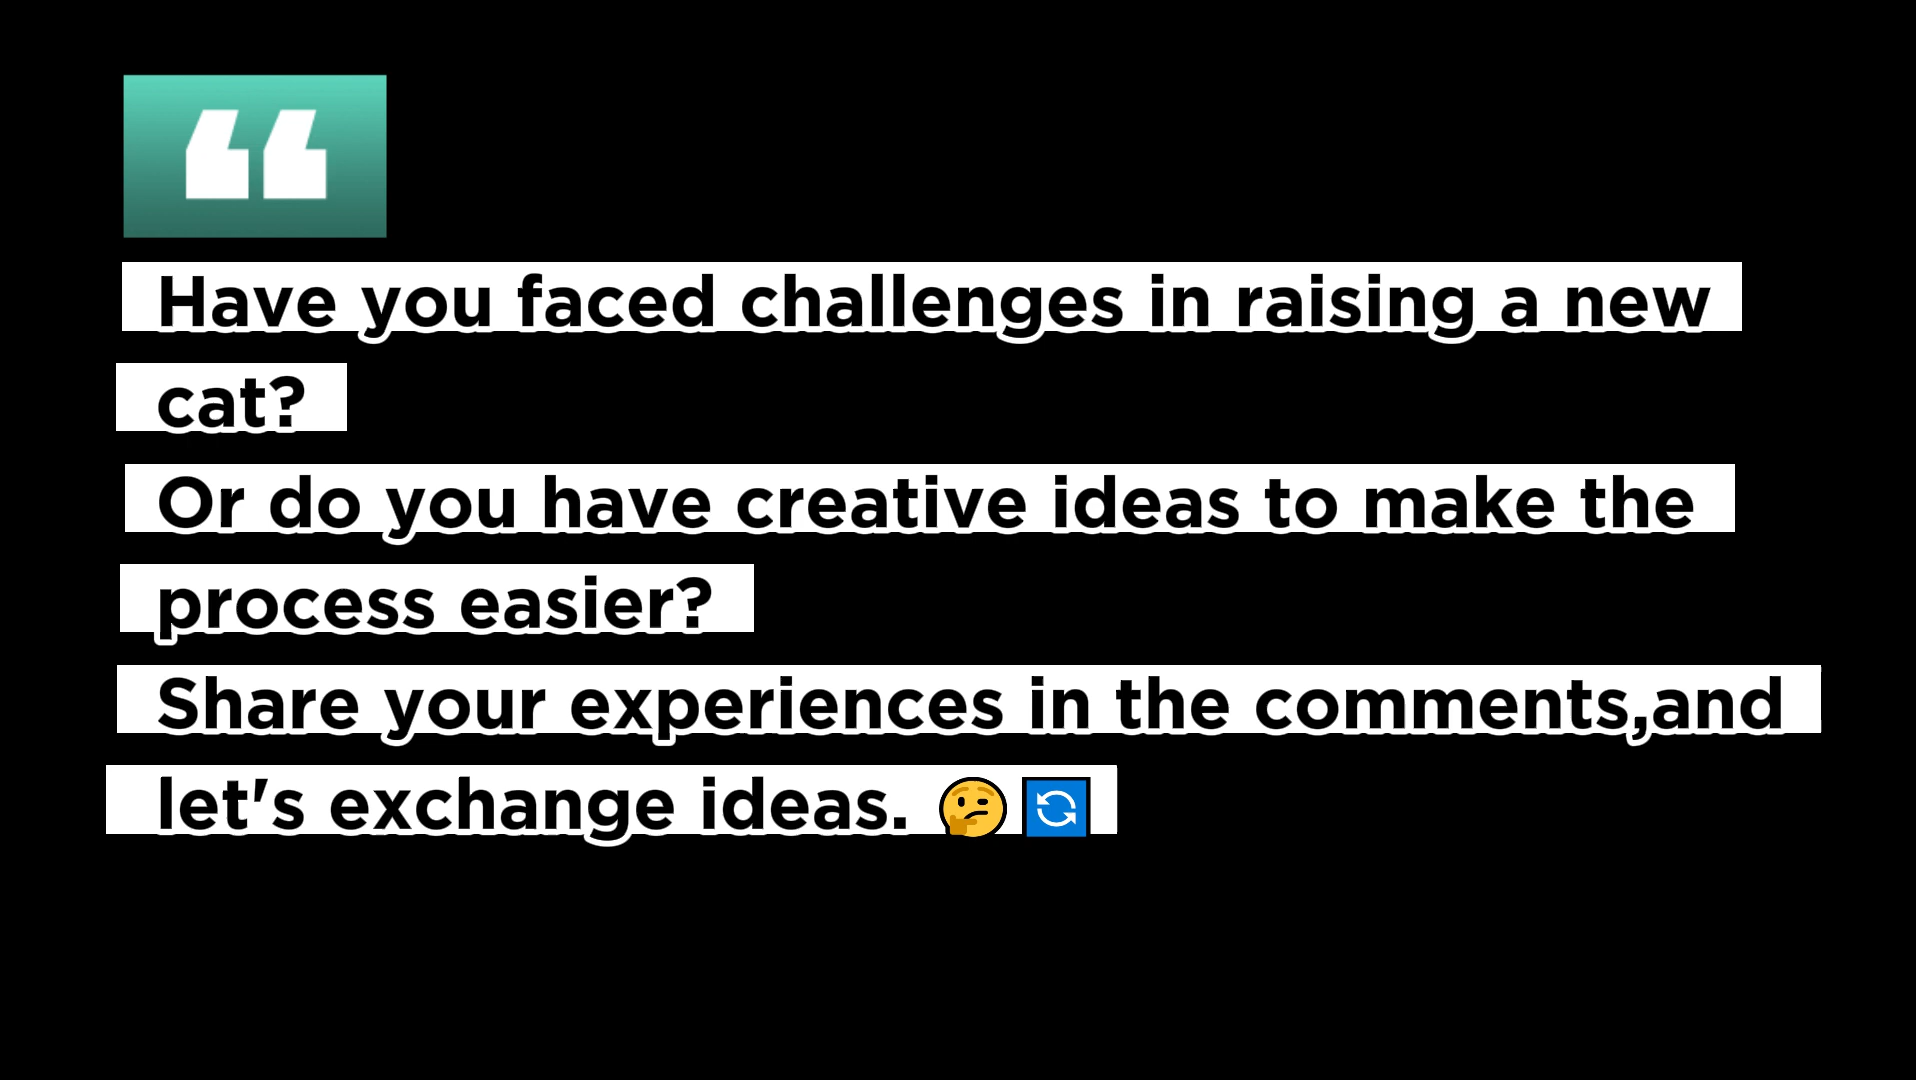 “
Have you faced challenges in raising a new
cat?
Or do you have creative ideas to make the
process easier?
Share your experiences in the comments,and
let's exchange ideas. 🤔🔄